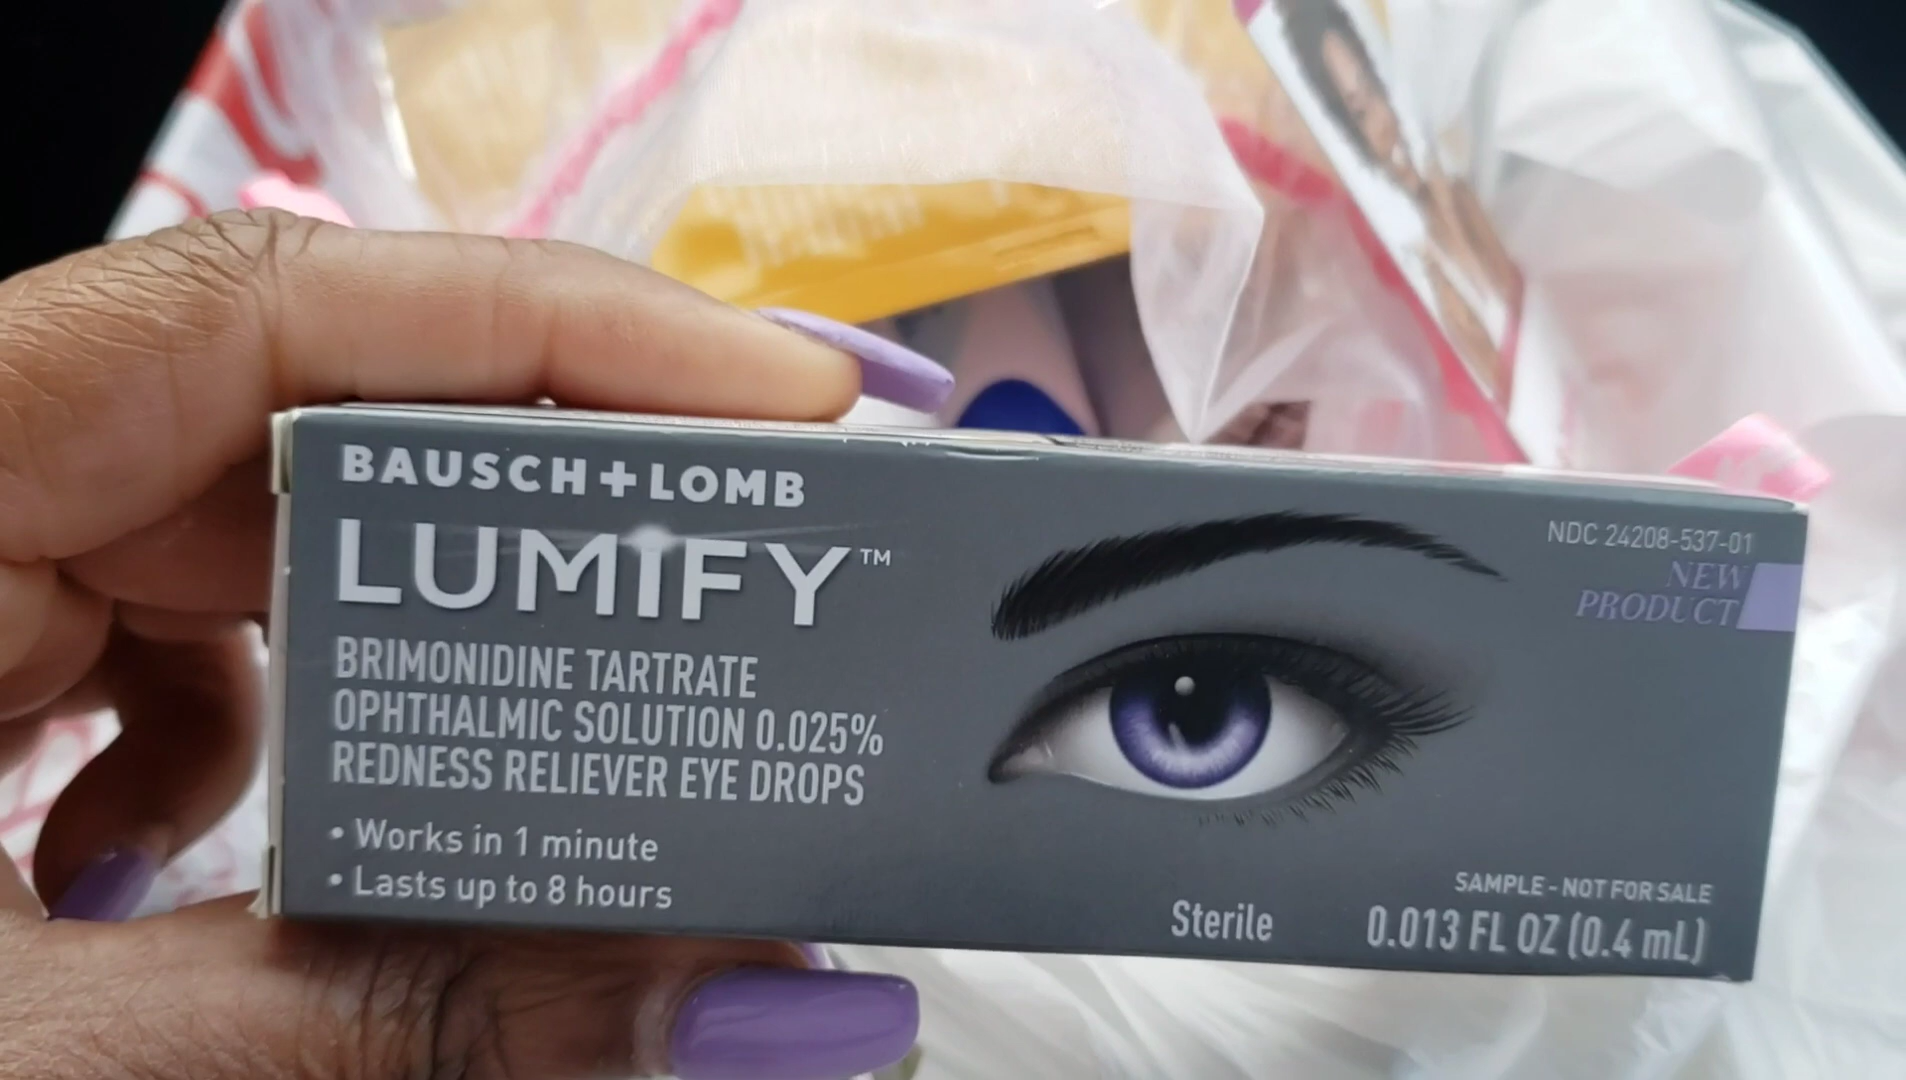 BAUSCH+LOMB
LUMIFY™
BRIMONIDINE TARTRATE
OPHTHALMIC SOLUTION 0.025%
REDNESS RELIEVER EYE DROPS
• Works in 1 minute
• Lasts up to 8 hours
NDC 24208-537-01
NEW
PRODUCT
Sterile
SAMPLE - NOT FOR SALE
0.013 FL OZ (0.4 mL)